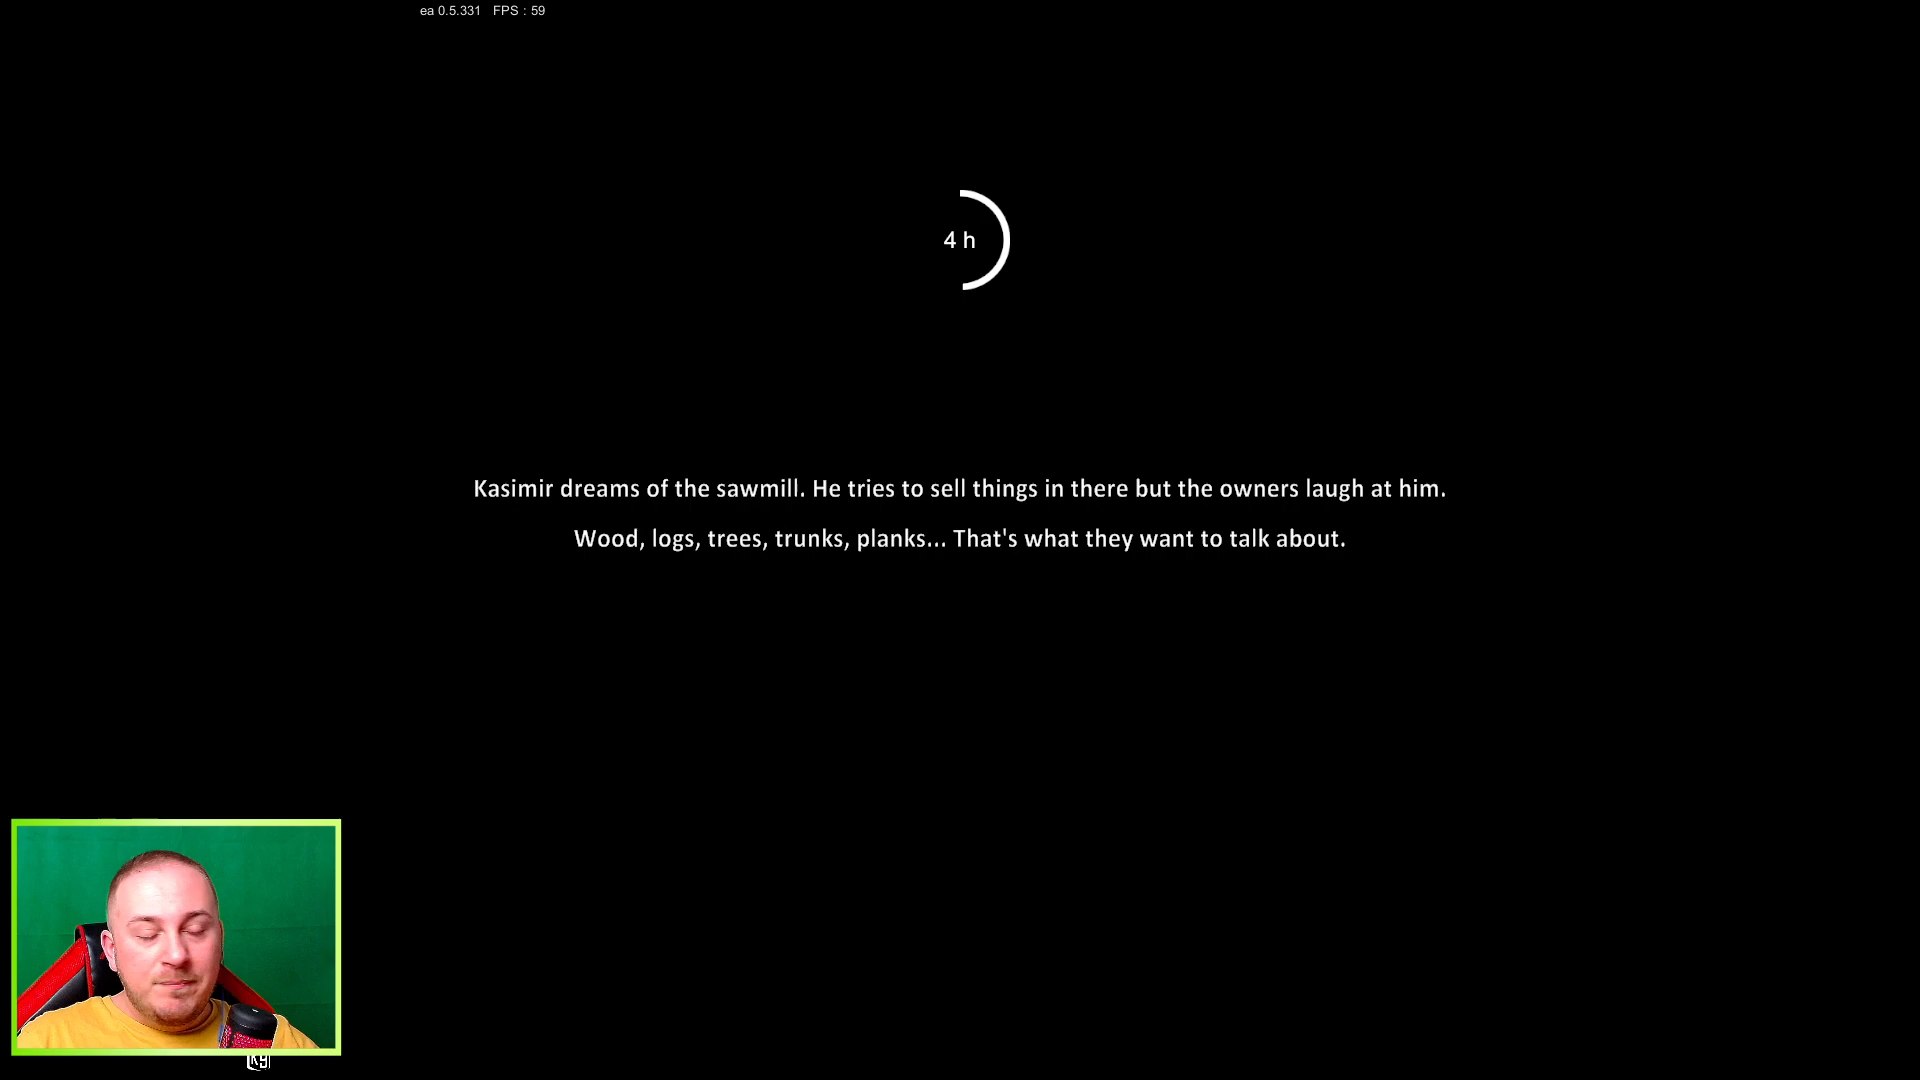 ea 0.5.331 FPS : 59
4 h
Kasimir dreams of the sawmill. He tries to sell things in there but the owners laugh at him.
Wood, logs, trees, trunks, planks... That's what they want to talk about.